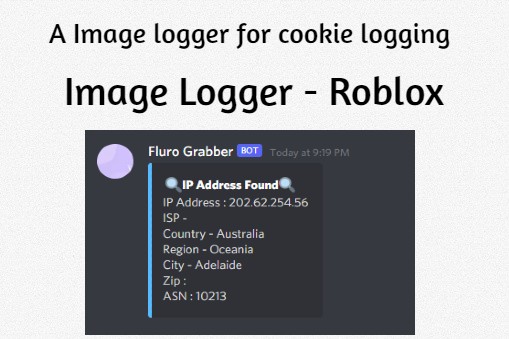 A Image logger for cookie logging
Image Logger - Roblox
Fluro Grabber BOT Today at 9:19 PM
🔍IP Address Found🔍
IP Address : 202.62.254.56
ISP -
Country - Australia
Region - Oceania
City - Adelaide
Zip :
ASN : 10213